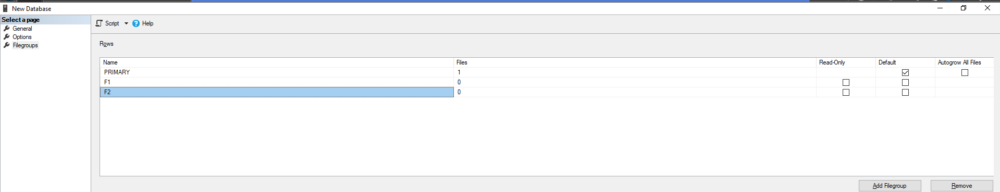 New Database
Select a page
General
Options
Filegroups
Script Help
Rows
Name Files Read-Only Default Autogrow All Files
PRIMARY 1
F1 0
F2 0
Add Filegroup Remove